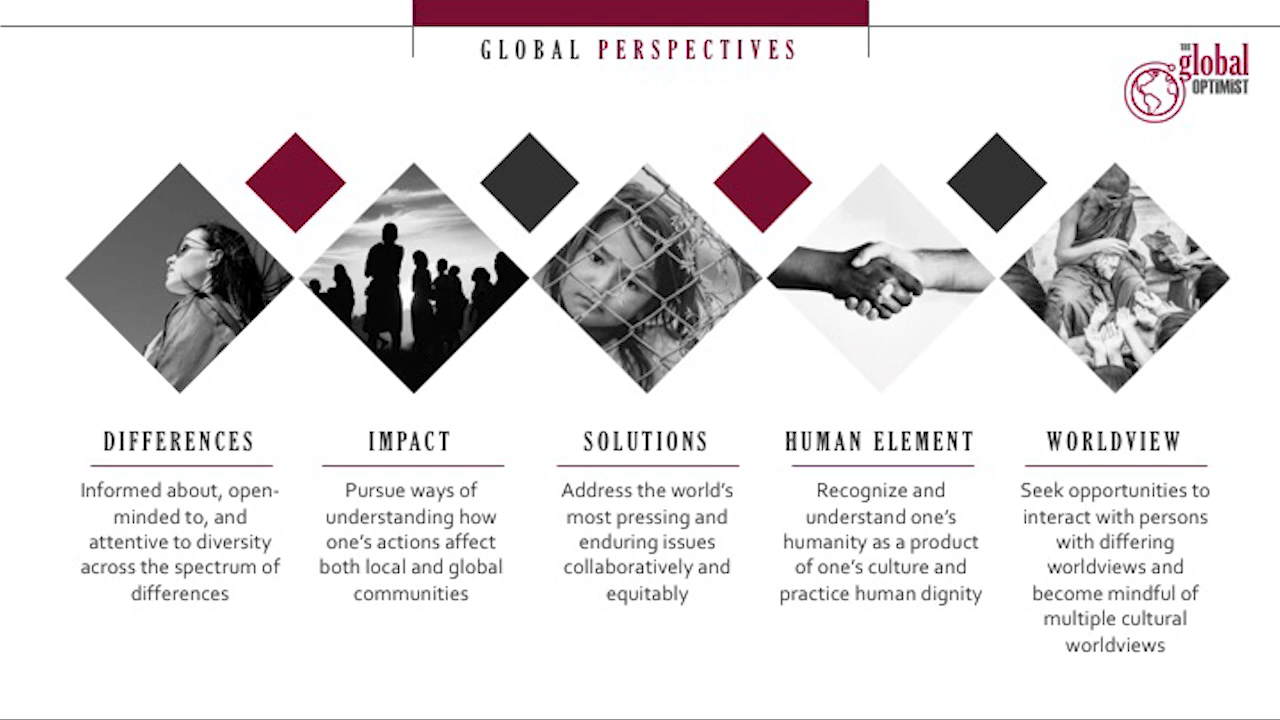 GLOBAL PERSPECTIVES
THE
global
OPTIMIST
DIFFERENCES
Informed about, open-
minded to, and
attentive to diversity
across the spectrum of
differences
IMPACT
Pursue ways of
understanding how
one's actions affect
both local and global
communities
SOLUTIONS
Address the world's
most pressing and
enduring issues
collaboratively and
equitably
HUMAN ELEMENT
Recognize and
understand one's
humanity as a product
of one's culture and
practice human dignity
WORLDVIEW
Seek opportunities to
interact with persons
with differing
worldviews and
become mindful of
multiple cultural
worldviews